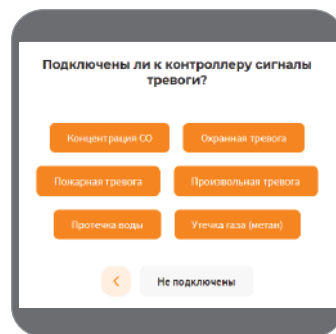 Подключены ли к контроллеру сигналы
тревоги?
Концентрация СО
Охранная тревога
Пожарная тревога
Произвольная тревога
Протечка воды
Утечка газа (метан)
Не подключены